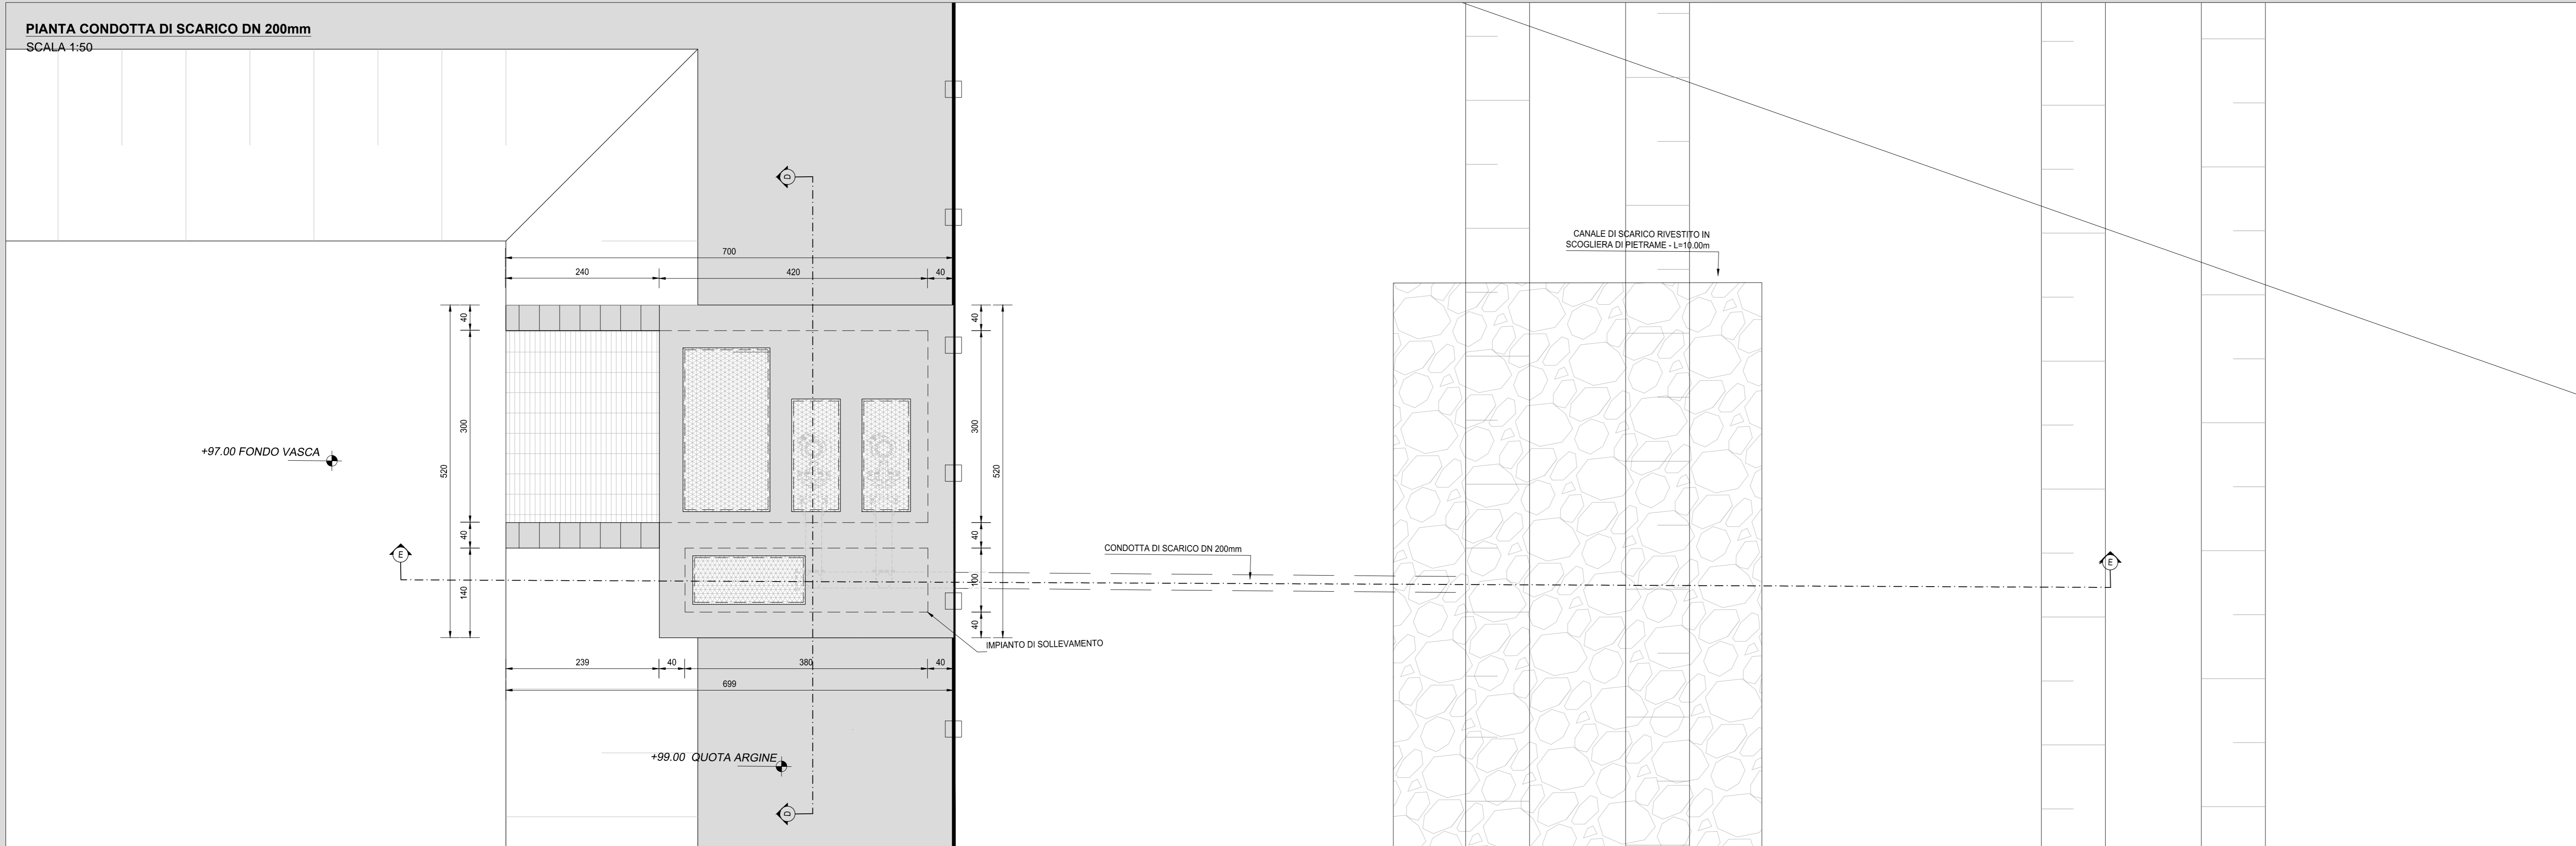 PIANTA CONDOTTA DI SCARICO DN 200mm
SCALA 1:50
D
CANALE DI SCARICO RIVESTITO IN
SCOGLIERA DI PIETRAME - L=10.00m
700
240
420
40
40
300
40
140
520
40
300
40
100
40
520
+97.00 FONDO VASCA
E
CONDOTTA DI SCARICO DN 200mm
E
IMPIANTO DI SOLLEVAMENTO
239
40
380
40
699
+99.00 QUOTA ARGINE
D